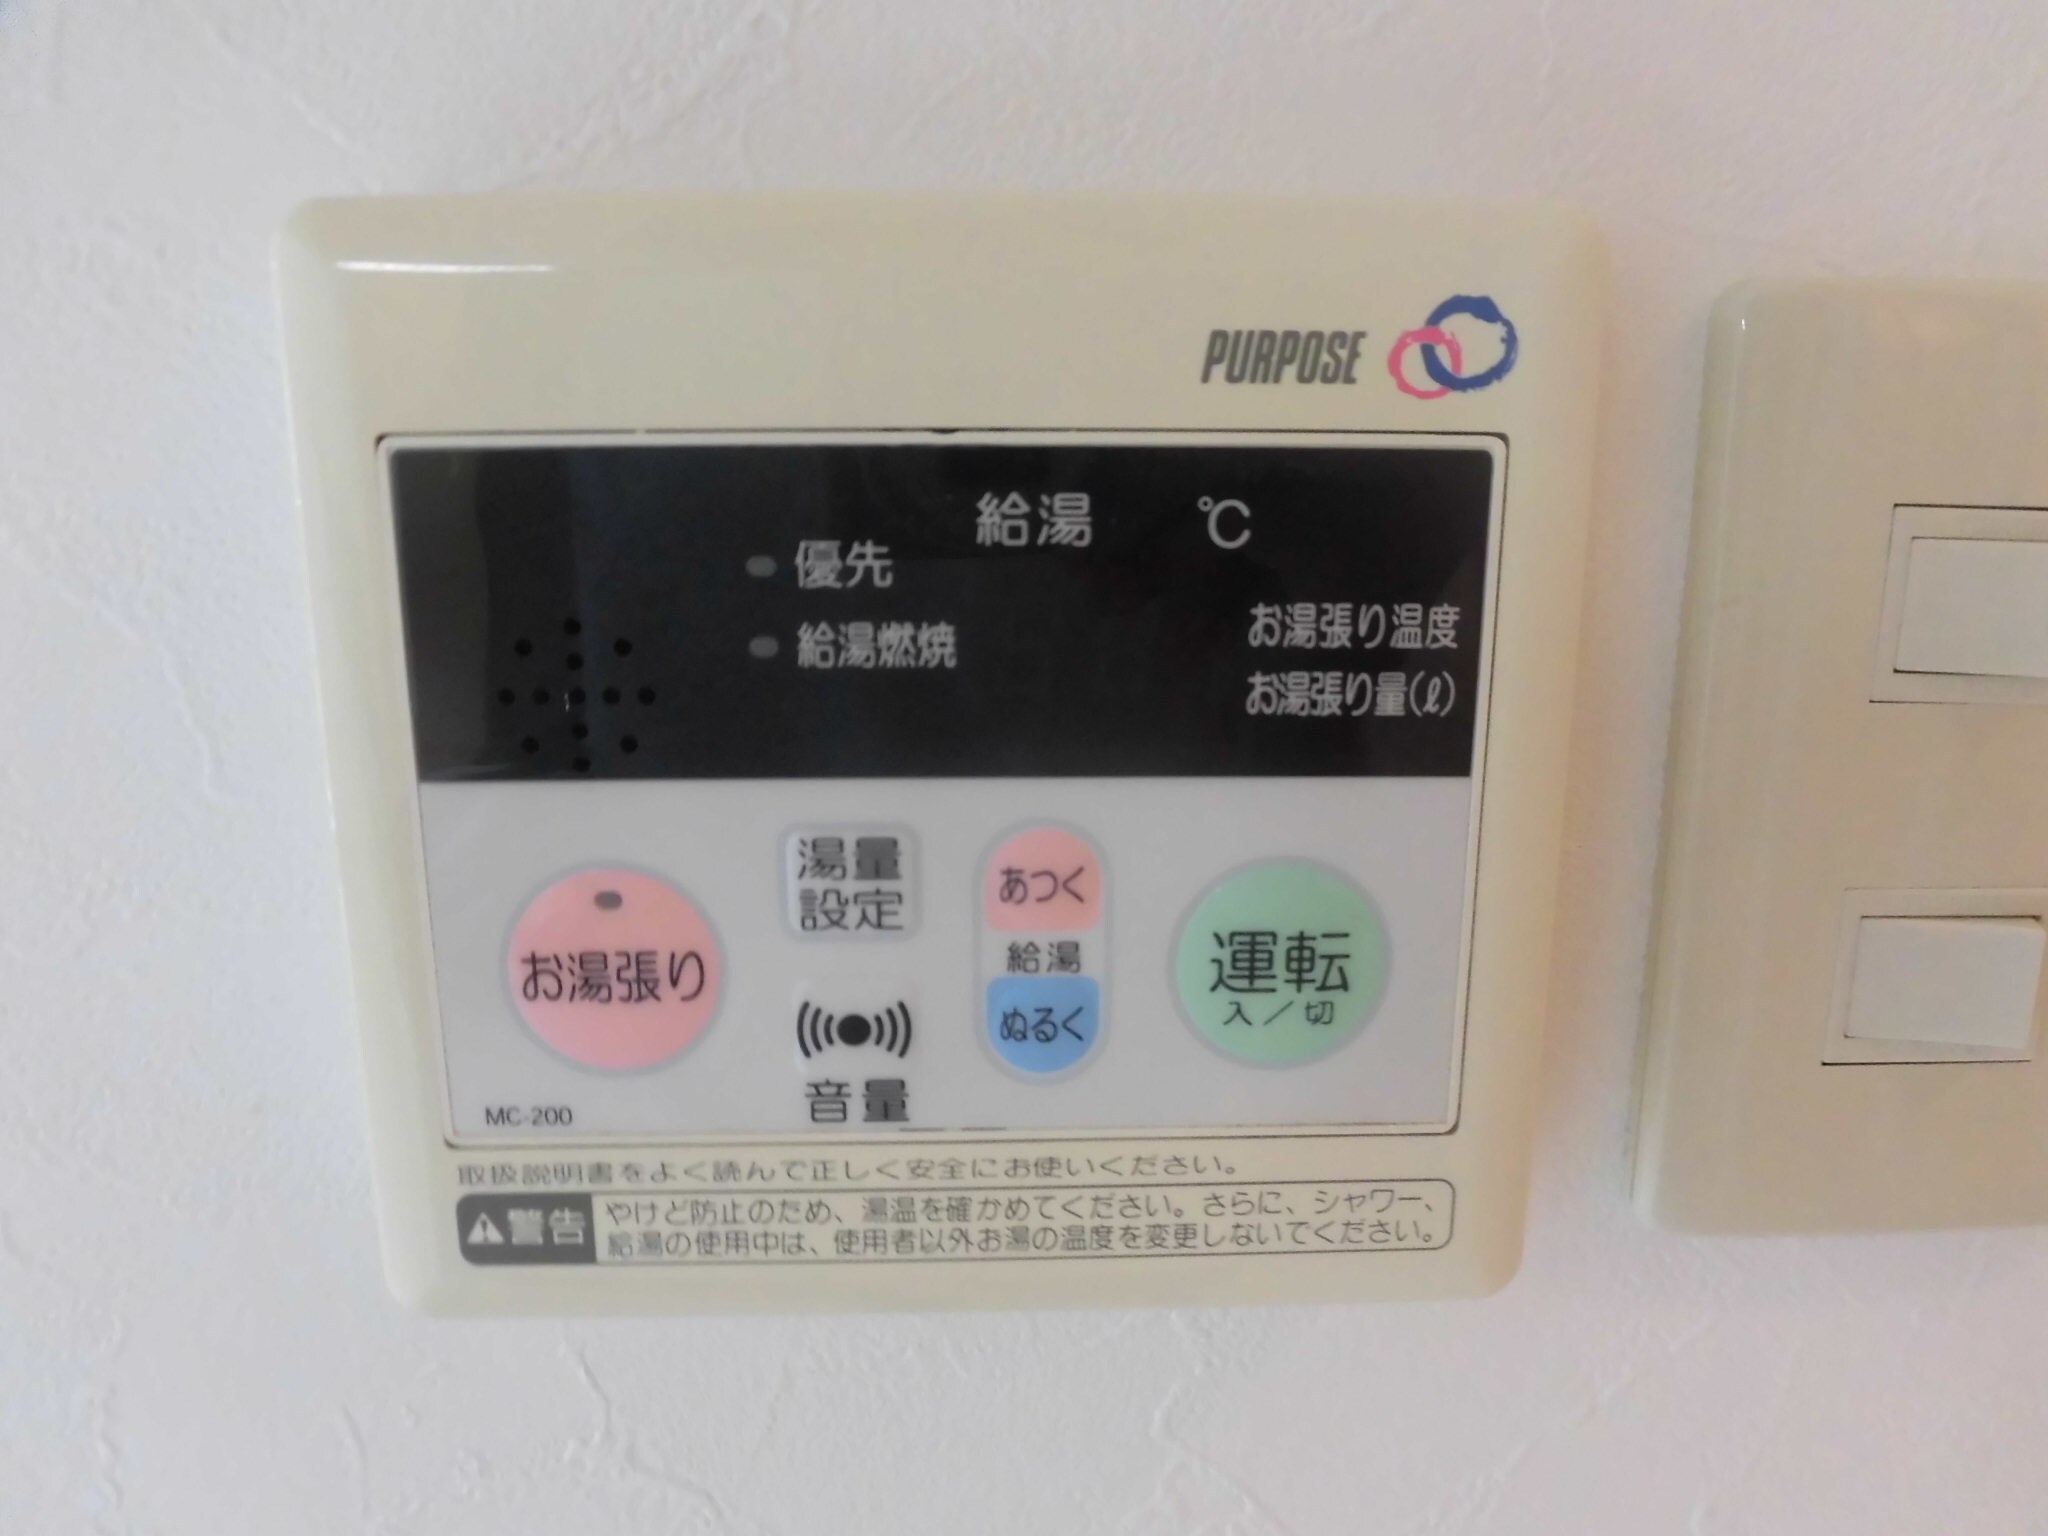 PURPOSE
給湯 ℃
優先
給湯燃焼
お湯張り温度
お湯張り量(ℓ)
湯量
設定
あつく
給湯
ぬるく
お湯張り
運転
入／切
音量
MC-200
取扱説明書をよく読んで正しく安全にお使いください。
警告
やけど防止のため、湯温を確かめてください。さらに、シャワー、
給湯の使用中は、使用者以外お湯の温度を変更しないでください。